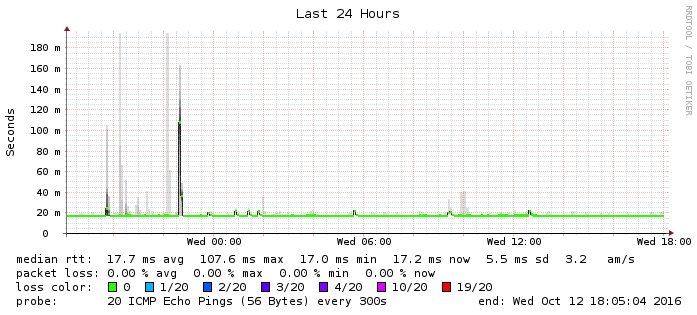 Last 24 Hours
RRDTOOL / TOBI OETIKER
Seconds
180 m
160 m
140 m
120 m
100 m
80 m
60 m
40 m
20 m
0
Wed 00:00 Wed 06:00 Wed 12:00 Wed 18:00
median rtt: 17.7 ms avg 107.6 ms max 17.0 ms min 17.2 ms now 5.5 ms sd 3.2 am/s
packet loss: 0.00 % avg 0.00 % max 0.00 % min 0.00 % now
loss color: 0 1/20 2/20 3/20 4/20 10/20 19/20
probe: 20 ICMP Echo Pings (56 Bytes) every 300s end: Wed Oct 12 18:05:04 2016